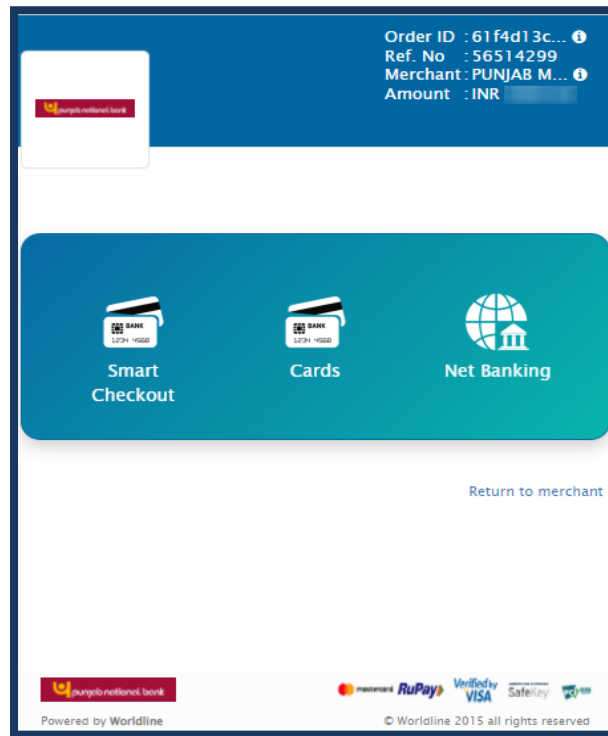 Order ID : 61f4d13c...
Ref. No : 56514299
Merchant : PUNJAB M...
Amount : INR
punjab national bank
BANK
1234 4568
Smart
Checkout
BANK
1234 4568
Cards
Net Banking
Return to merchant
punjab national bank
mastercard RuPay Verified by VISA SafeKey
Powered by Worldline
© Worldline 2015 all rights reserved